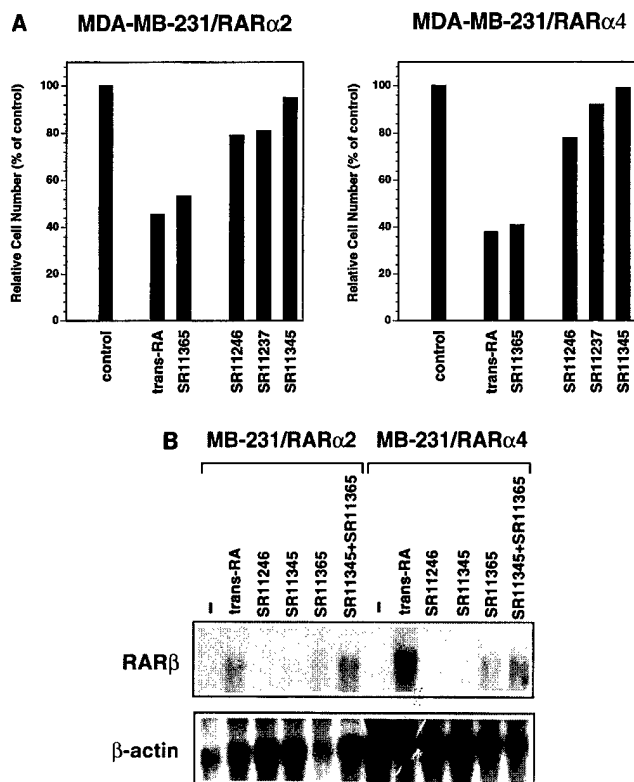 A
MDA-MB-231/RARα2
MDA-MB-231/RARα4
Relative Cell Number (% of control)
100
80
60
40
20
0
control
trans-RA
SR11365
SR11246
SR11237
SR11345
Relative Cell Number (% of control)
100
80
60
40
20
0
control
trans-RA
SR11365
SR11246
SR11237
SR11345
B
MB-231/RARα2
MB-231/RARα4
–
trans-RA
SR11246
SR11345
SR11365
SR11345+SR11365
–
trans-RA
SR11246
SR11345
SR11365
SR11345+SR11365
RARβ
β-actin